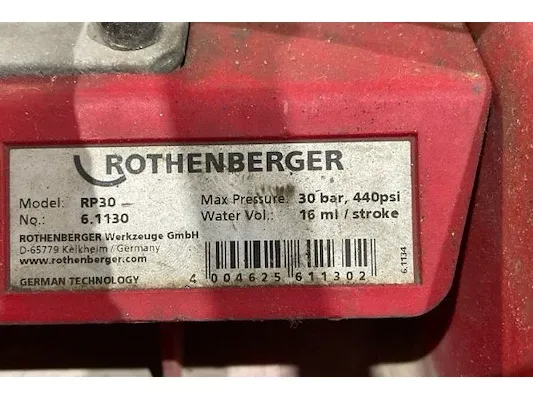 ROTHENBERGER
Model: RP30 Max Pressure: 30 bar, 440psi
No.: 6.1130 Water Vol.: 16 ml / stroke
ROTHENBERGER Werkzeuge GmbH
D-65779 Kelkheim / Germany
www.rothenberger.com
GERMAN TECHNOLOGY
4 004625 611302
6.1134